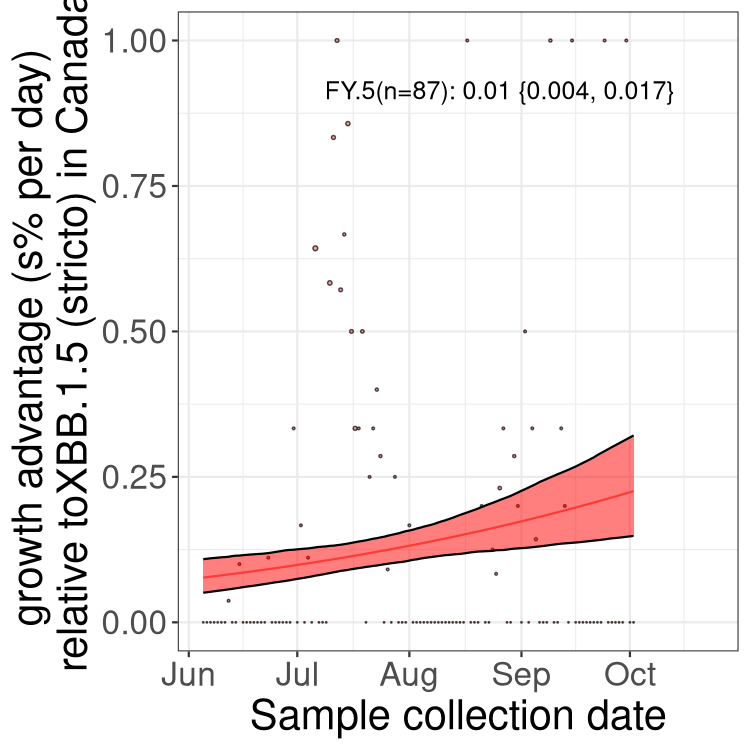 growth advantage (s% per day)
relative toXBB.1.5 (stricto) in Canada
1.00
0.75
0.50
0.25
0.00
FY.5(n=87): 0.01 {0.004, 0.017}
Jun Jul Aug Sep Oct
Sample collection date